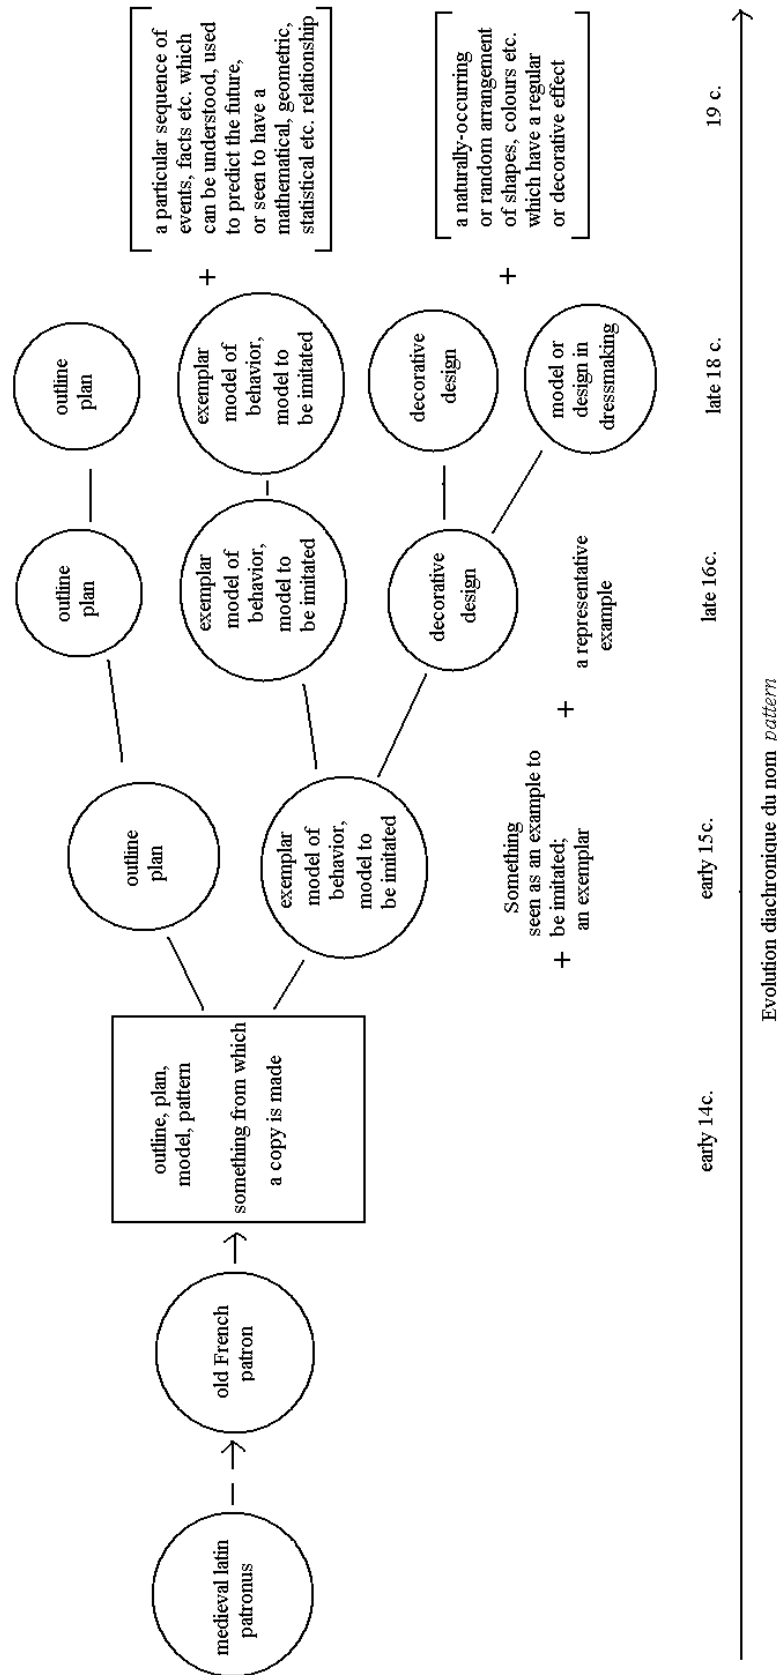 medieval latin
patronus
old French
patron
outline, plan,
model, pattern
something from which
a copy is made
outline
plan
exemplar
model of
behavior,
model to
be imitated
+
Something
seen as an example to
be imitated;
an exemplar
outline
plan
exemplar
model of
behavior,
model to
be imitated
decorative
design
+
a representative
example
outline
plan
exemplar
model of
behavior,
model to
be imitated
decorative
design
model or
design in
dressmaking
+
a particular sequence of
events, facts etc. which
can be understood, used
to predict the future,
or seen to have a
mathematical, geometric,
statistical etc. relationship
+
a naturally-occurring
or random arrangement
of shapes, colours etc.
which have a regular
or decorative effect
early 14c.
early 15c.
late 16c.
late 18 c.
19 c.
Evolution diachronique du nom pattern